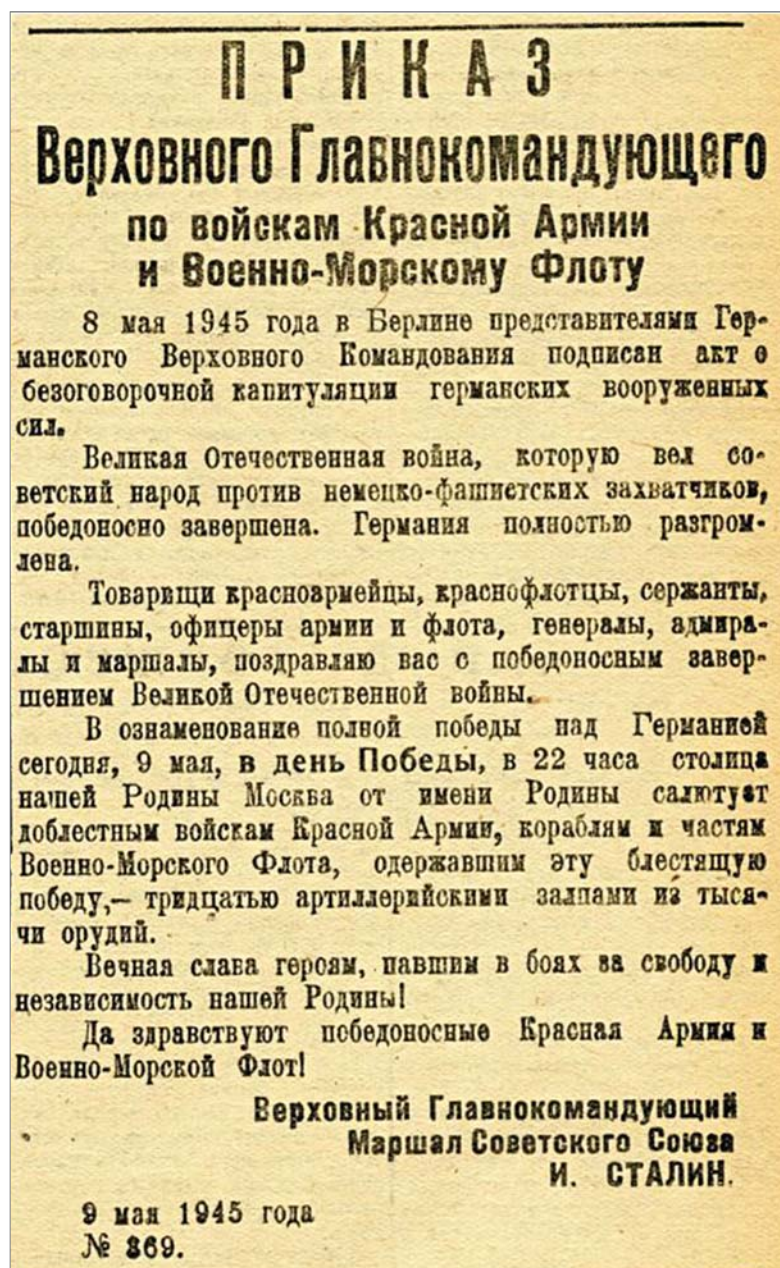 ПРИКАЗ
Верховного Главнокомандующего
по войскам Красной Армии
и Военно-Морскому Флоту
8 мая 1945 года в Берлине представителями Гер-
манского Верховного Командования подписан акт о
безоговорочной капитуляции германских вооруженных
сил.
Великая Отечественная война, которую вел со-
ветский народ против немецко-фашистских захватчиков,
победоносно завершена. Германия полностью разгром-
лена.
Товарищи красноармейцы, краснофлотцы, сержанты,
старшины, офицеры армии и флота, генералы, адмира-
лы и маршалы, поздравляю вас с победоносным завер-
шением Великой Отечественной войны.
В ознаменование полной победы над Германией
сегодня, 9 мая, в день Победы, в 22 часа столица
нашей Родины Москва от имени Родины салютует
доблестным войскам Красной Армии, кораблям и частям
Военно-Морского Флота, одержавшим эту блестящую
победу,— тридцатью артиллерийскими залпами из тыся-
чи орудий.
Вечная слава героям, павшим в боях за свободу и
независимость нашей Родины!
Да здравствуют победоносные Красная Армия и
Военно-Морской Флот!
Верховный Главнокомандующий
Маршал Советского Союза
И. СТАЛИН.
9 мая 1945 года
№ 369.